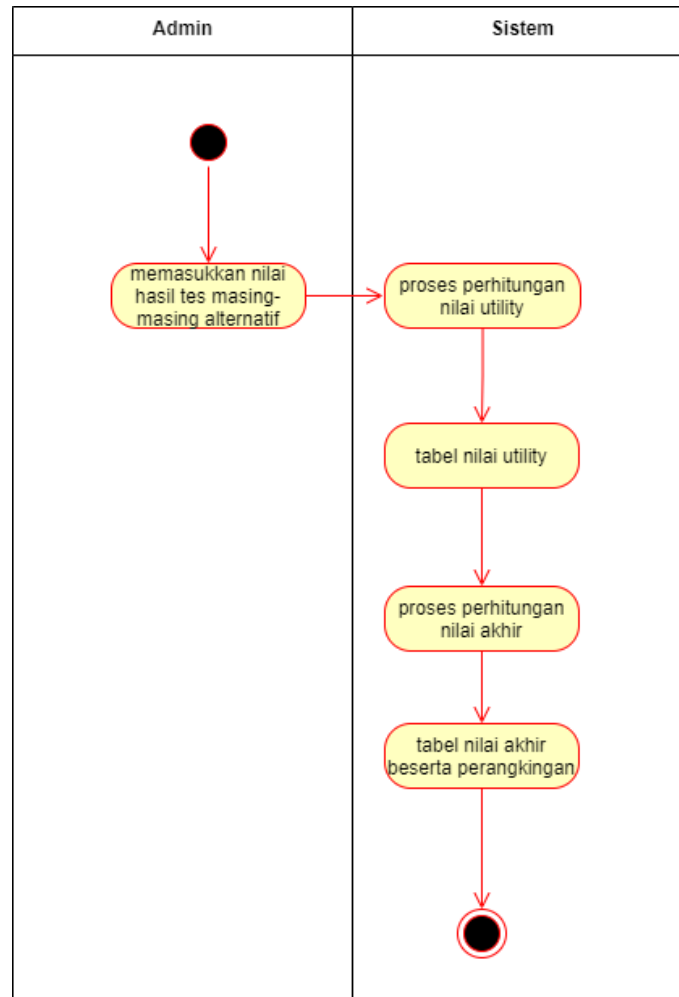 Admin
Sistem
memasukkan nilai
hasil tes masing-
masing alternatif
proses perhitungan
nilai utility
tabel nilai utility
proses perhitungan
nilai akhir
tabel nilai akhir
beserta perangkingan